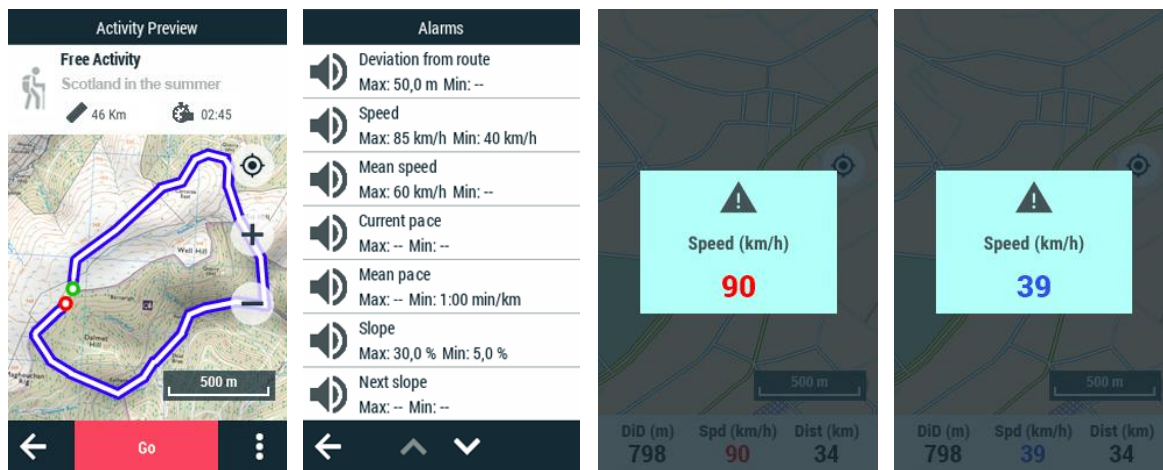 Activity Preview
Free Activity
Scotland in the summer
46 Km 02:45
Well Hill
Dalmet
Hill
500 m
Go
Alarms
Deviation from route
Max: 50,0 m Min: --
Speed
Max: 85 km/h Min: 40 km/h
Mean speed
Max: 60 km/h Min: --
Current pace
Max: -- Min: --
Mean pace
Max: -- Min: 1:00 min/km
Slope
Max: 30,0 % Min: 5,0 %
Next slope
Max: -- Min: --
Speed (km/h)
90
500 m
DiD (m) Spd (km/h) Dist (km)
798 90 34
Speed (km/h)
39
500 m
DiD (m) Spd (km/h) Dist (km)
798 39 34